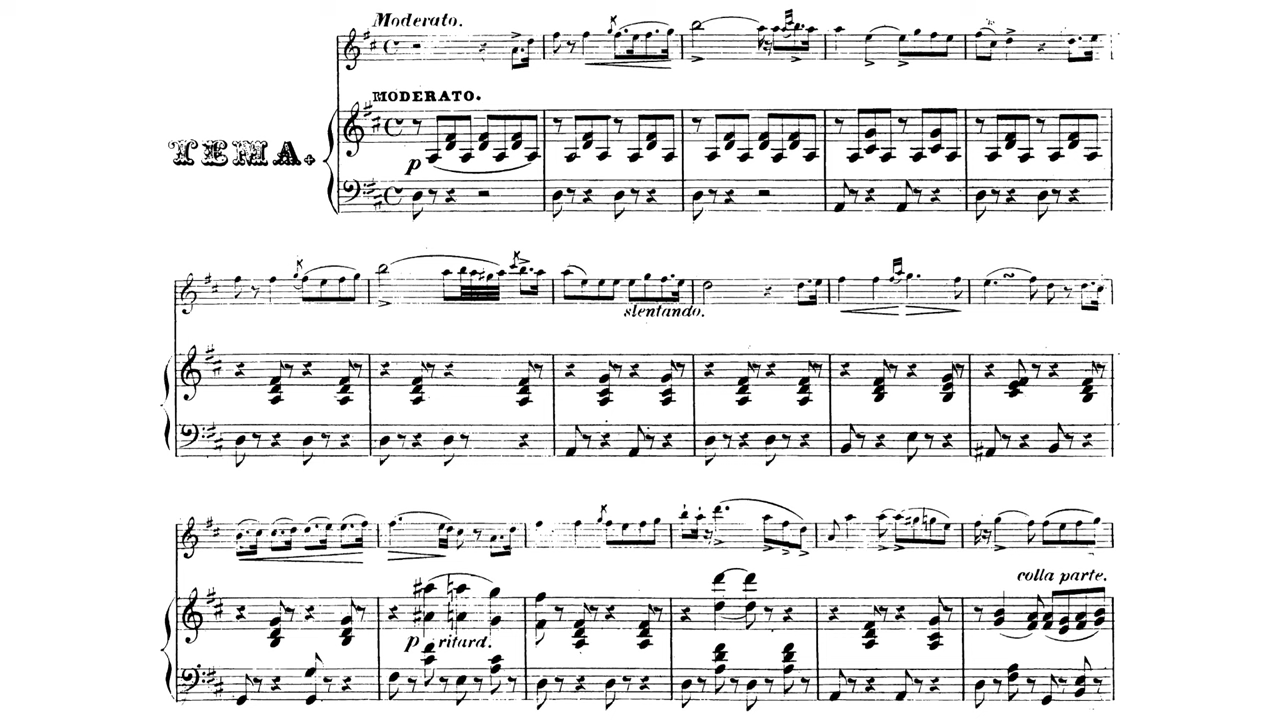 Moderato.
MODERATO.
TEMA.
p
slentando.
colla parte.
p ritard.